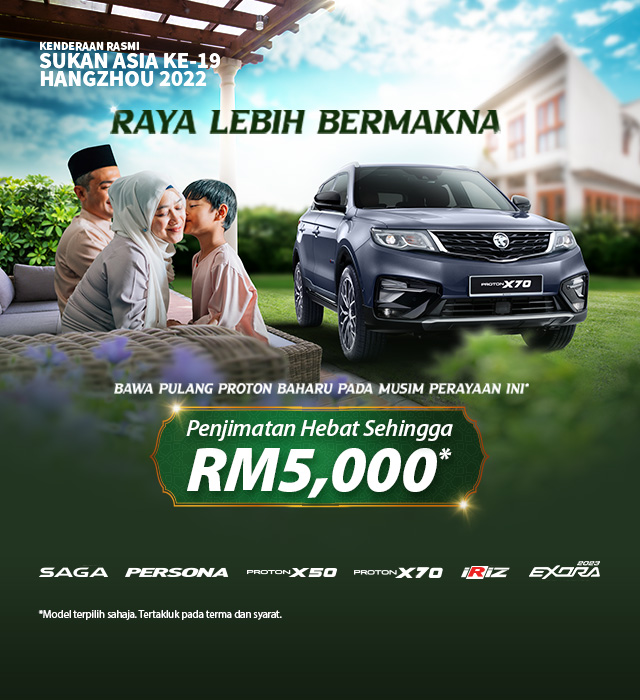 KENDERAAN RASMI
SUKAN ASIA KE-19
HANGZHOU 2022
RAYA LEBIH BERMAKNA
PROTON X70
BAWA PULANG PROTON BAHARU PADA MUSIM PERAYAAN INI*
Penjimatan Hebat Sehingga
RM5,000*
SAGA PERSONA PROTON X50 PROTON X70 iRiZ EXORA 2023
*Model terpilih sahaja. Tertakluk pada terma dan syarat.